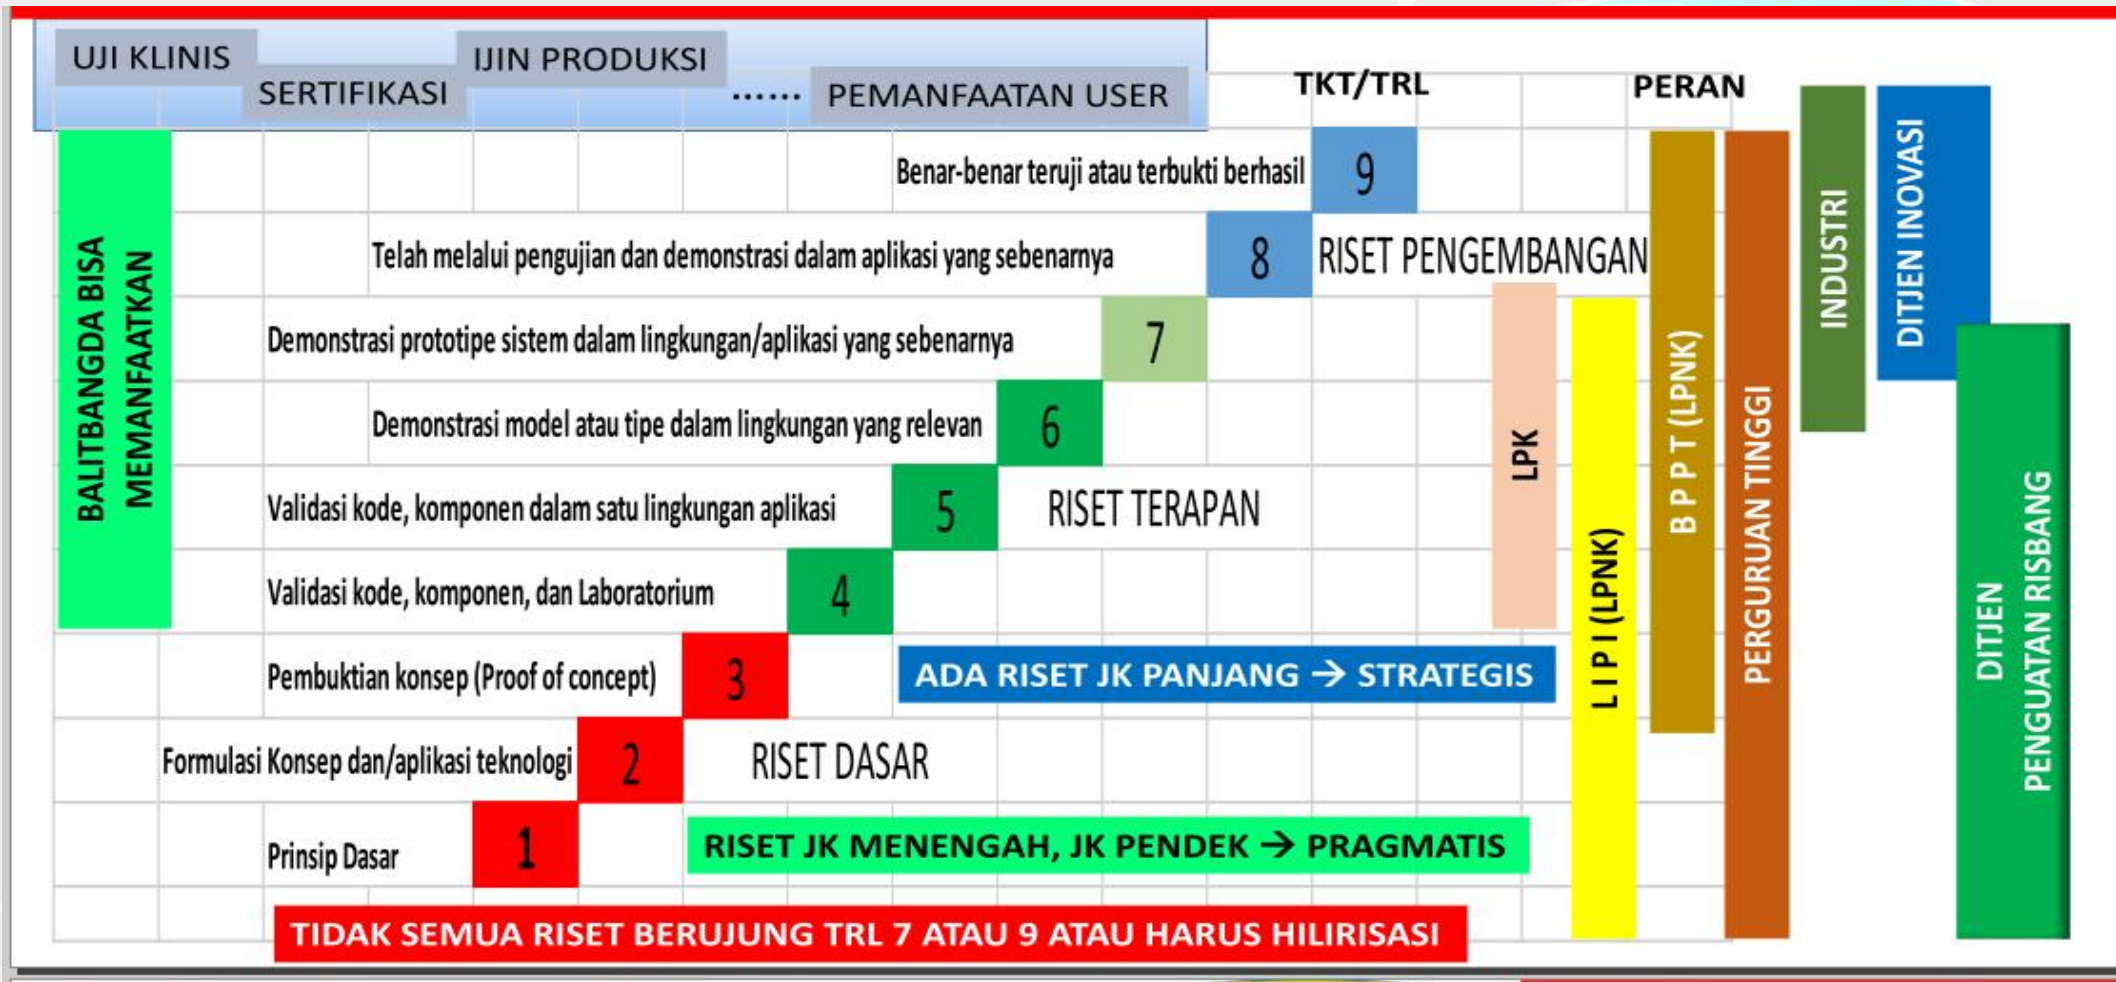 UJI KLINIS
SERTIFIKASI
IJIN PRODUKSI
...... PEMANFAATAN USER
TKT/TRL
PERAN
BALITBANGDA BISA
MEMANFAATKAN
Benar-benar teruji atau terbukti berhasil
9
Telah melalui pengujian dan demonstrasi dalam aplikasi yang sebenarnya
8
RISET PENGEMBANGAN
Demonstrasi prototipe sistem dalam lingkungan/aplikasi yang sebenarnya
7
Demonstrasi model atau tipe dalam lingkungan yang relevan
6
Validasi kode, komponen dalam satu lingkungan aplikasi
5
RISET TERAPAN
Validasi kode, komponen, dan Laboratorium
4
Pembuktian konsep (Proof of concept)
3
ADA RISET JK PANJANG → STRATEGIS
Formulasi Konsep dan/aplikasi teknologi
2
RISET DASAR
Prinsip Dasar
1
RISET JK MENENGAH, JK PENDEK → PRAGMATIS
TIDAK SEMUA RISET BERUJUNG TRL 7 ATAU 9 ATAU HARUS HILIRISASI
LPK
L I P I (LPNK)
B P P T (LPNK)
PERGURUAN TINGGI
INDUSTRI
DITJEN INOVASI
DITJEN
PENGUATAN RISBANG